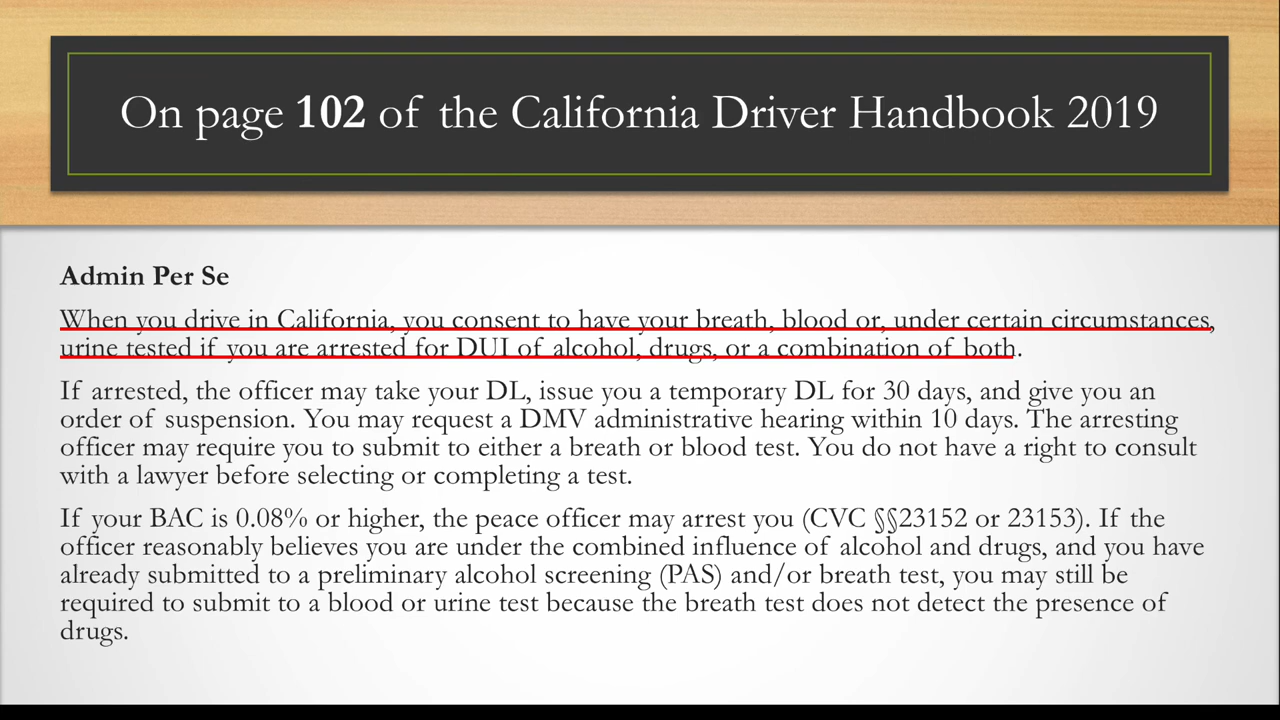 On page 102 of the California Driver Handbook 2019
Admin Per Se
When you drive in California, you consent to have your breath, blood or, under certain circumstances,
urine tested if you are arrested for DUI of alcohol, drugs, or a combination of both.
If arrested, the officer may take your DL, issue you a temporary DL for 30 days, and give you an
order of suspension. You may request a DMV administrative hearing within 10 days. The arresting
officer may require you to submit to either a breath or blood test. You do not have a right to consult
with a lawyer before selecting or completing a test.
If your BAC is 0.08% or higher, the peace officer may arrest you (CVC §§23152 or 23153). If the
officer reasonably believes you are under the combined influence of alcohol and drugs, and you have
already submitted to a preliminary alcohol screening (PAS) and/or breath test, you may still be
required to submit to a blood or urine test because the breath test does not detect the presence of
drugs.